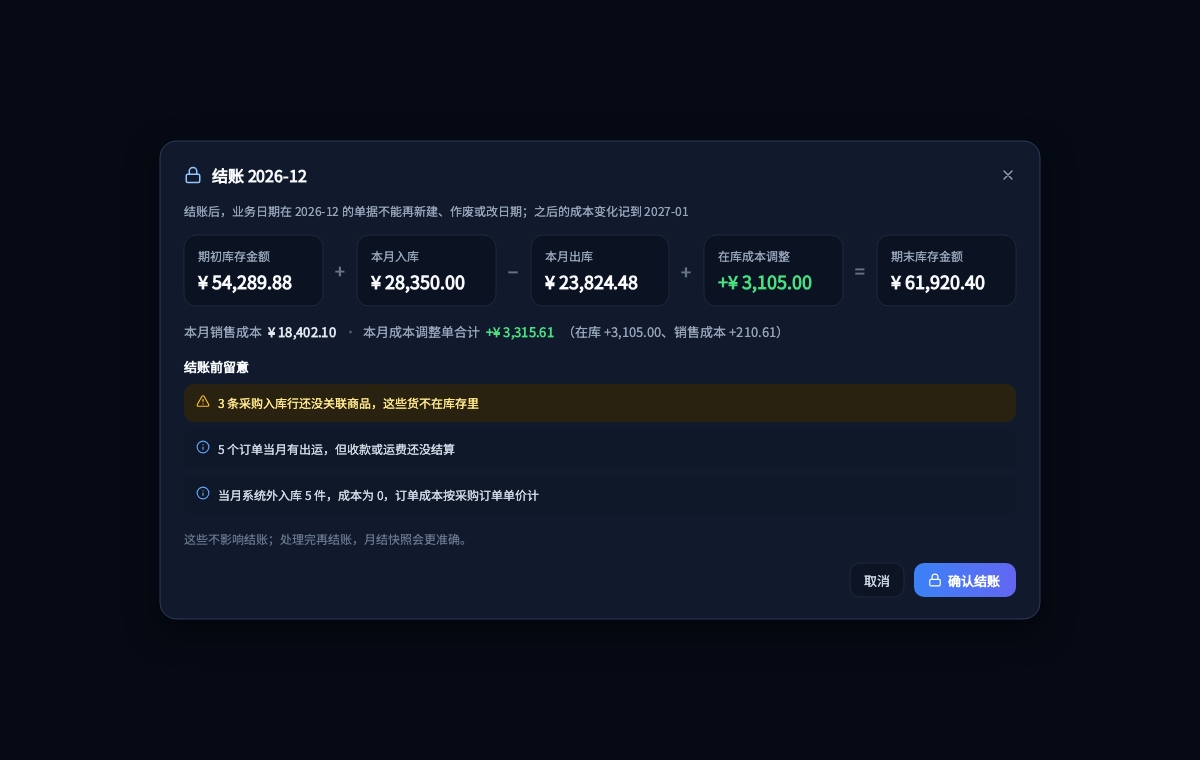 结账 2026-12
结账后，业务日期在 2026-12 的单据不能再新建、作废或改日期；之后的成本变化记到 2027-01
期初库存金额
¥ 54,289.88
+
本月入库
¥ 28,350.00
−
本月出库
¥ 23,824.48
+
在库成本调整
+¥ 3,105.00
=
期末库存金额
¥ 61,920.40
本月销售成本 ¥ 18,402.10 · 本月成本调整单合计 +¥ 3,315.61 （在库 +3,105.00、销售成本 +210.61）
结账前留意
3 条采购入库行还没关联商品，这些货不在库存里
5 个订单当月有出运，但收款或运费还没结算
当月系统外入库 5 件，成本为 0，订单成本按采购订单单价计
这些不影响结账；处理完再结账，月结快照会更准确。
取消
确认结账